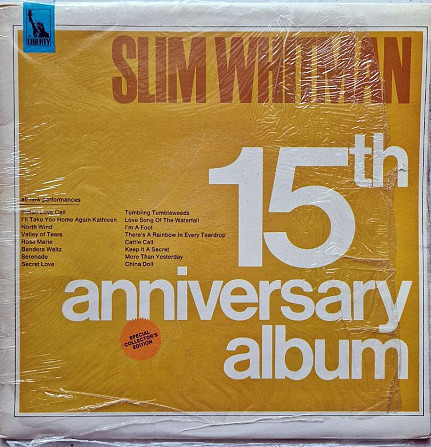 LIBERTY
SLIM WHITMAN
15th
anniversary
album
all new performances
Indian Love Call
I'll Take You Home Again Kathleen
North Wind
Valley of Tears
Rose Marie
Bandera Waltz
Serenade
Secret Love
Tumbling Tumbleweeds
Love Song Of The Waterfall
I'm A Fool
There's A Rainbow In Every Teardrop
Cattle Call
Keep It A Secret
More Than Yesterday
China Doll
SPECIAL
COLLECTOR'S
EDITION